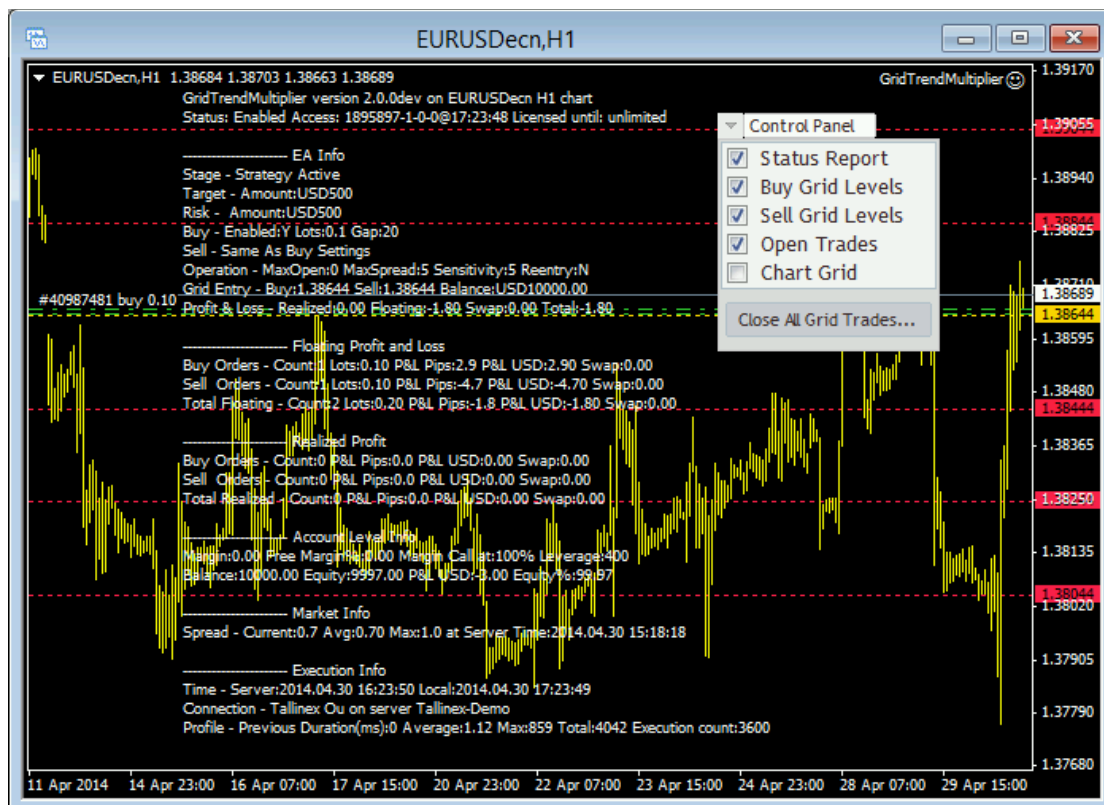 EURUSDecn,H1
EURUSDecn,H1 1.38684 1.38703 1.38663 1.38689
GridTrendMultiplier
GridTrendMultiplier version 2.0.0dev on EURUSDecn H1 chart
Status: Enabled Access: 1895897-1-0-0@17:23:48 Licensed until: unlimited
-------------------- EA Info
Stage - Strategy Active
Target - Amount:USD500
Risk - Amount:USD500
Buy - Enabled:Y Lots:0.1 Gap:20
Sell - Same As Buy Settings
Operation - MaxOpen:0 MaxSpread:5 Sensitivity:5 Reentry:N
Grid Entry - Buy:1.38644 Sell:1.38644 Balance:USD10000.00
#40987481 buy 0.10
Profit & Loss - Realized:0.00 Floating:-1.80 Swap:0.00 Total:-1.80
-------------------- Floating Profit and Loss
Buy Orders - Count:1 Lots:0.10 P&L Pips:2.9 P&L USD:2.90 Swap:0.00
Sell Orders - Count:1 Lots:0.10 P&L Pips:-4.7 P&L USD:-4.70 Swap:0.00
Total Floating - Count:2 Lots:0.20 P&L Pips:-1.8 P&L USD:-1.80 Swap:0.00
-------------------- Realized Profit
Buy Orders - Count:0 P&L Pips:0.0 P&L USD:0.00 Swap:0.00
Sell Orders - Count:0 P&L Pips:0.0 P&L USD:0.00 Swap:0.00
Total Realized - Count:0 P&L Pips:0.0 P&L USD:0.00 Swap:0.00
-------------------- Account Level Info
Margin:0.00 Free Margin%:0.00 Margin Call at:100% Leverage:400
Balance:10000.00 Equity:9997.00 P&L USD:-3.00 Equity%:99.97
-------------------- Market Info
Spread - Current:0.7 Avg:0.70 Max:1.0 at Server Time:2014.04.30 15:18:18
-------------------- Execution Info
Time - Server:2014.04.30 16:23:50 Local:2014.04.30 17:23:49
Connection - Tallinex Ou on server Tallinex-Demo
Profile - Previous Duration(ms):0 Average:1.12 Max:859 Total:4042 Execution count:3600
Control Panel
Status Report
Buy Grid Levels
Sell Grid Levels
Open Trades
Chart Grid
Close All Grid Trades...
1.39170
1.39055
1.38940
1.38844
1.38825
1.38710
1.38689
1.38644
1.38595
1.38480
1.38444
1.38365
1.38250
1.38135
1.38044
1.38020
1.37905
1.37790
1.37680
11 Apr 2014
14 Apr 23:00
16 Apr 07:00
17 Apr 15:00
20 Apr 23:00
22 Apr 07:00
23 Apr 15:00
24 Apr 23:00
28 Apr 07:00
29 Apr 15:00